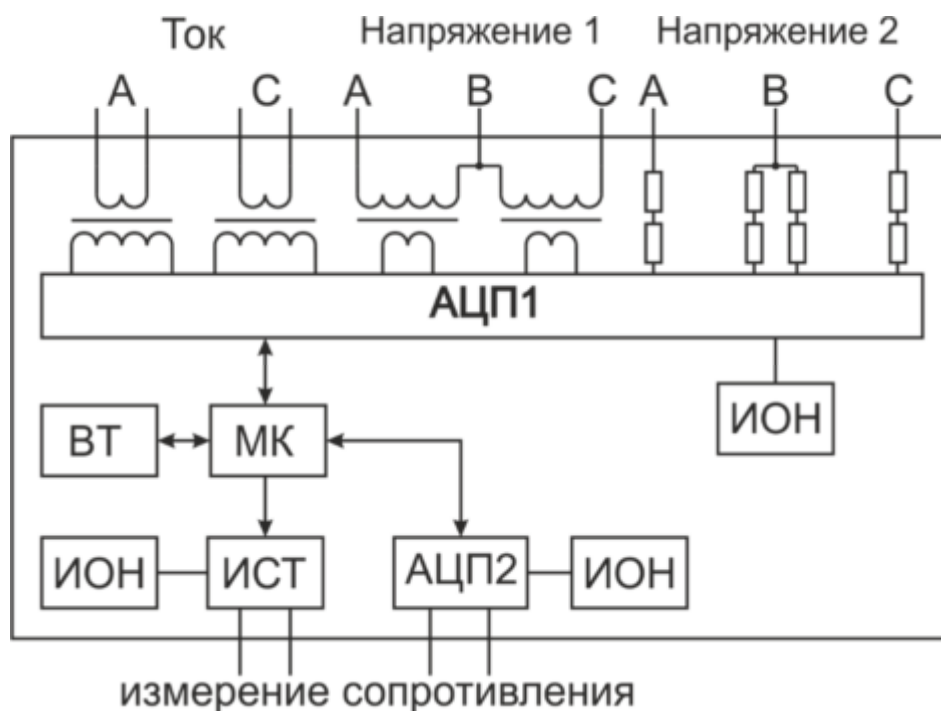 Ток Напряжение 1 Напряжение 2
А С А В С А В С
АЦП1
ИОН
ВТ МК
ИОН ИСТ АЦП2 ИОН
измерение сопротивления